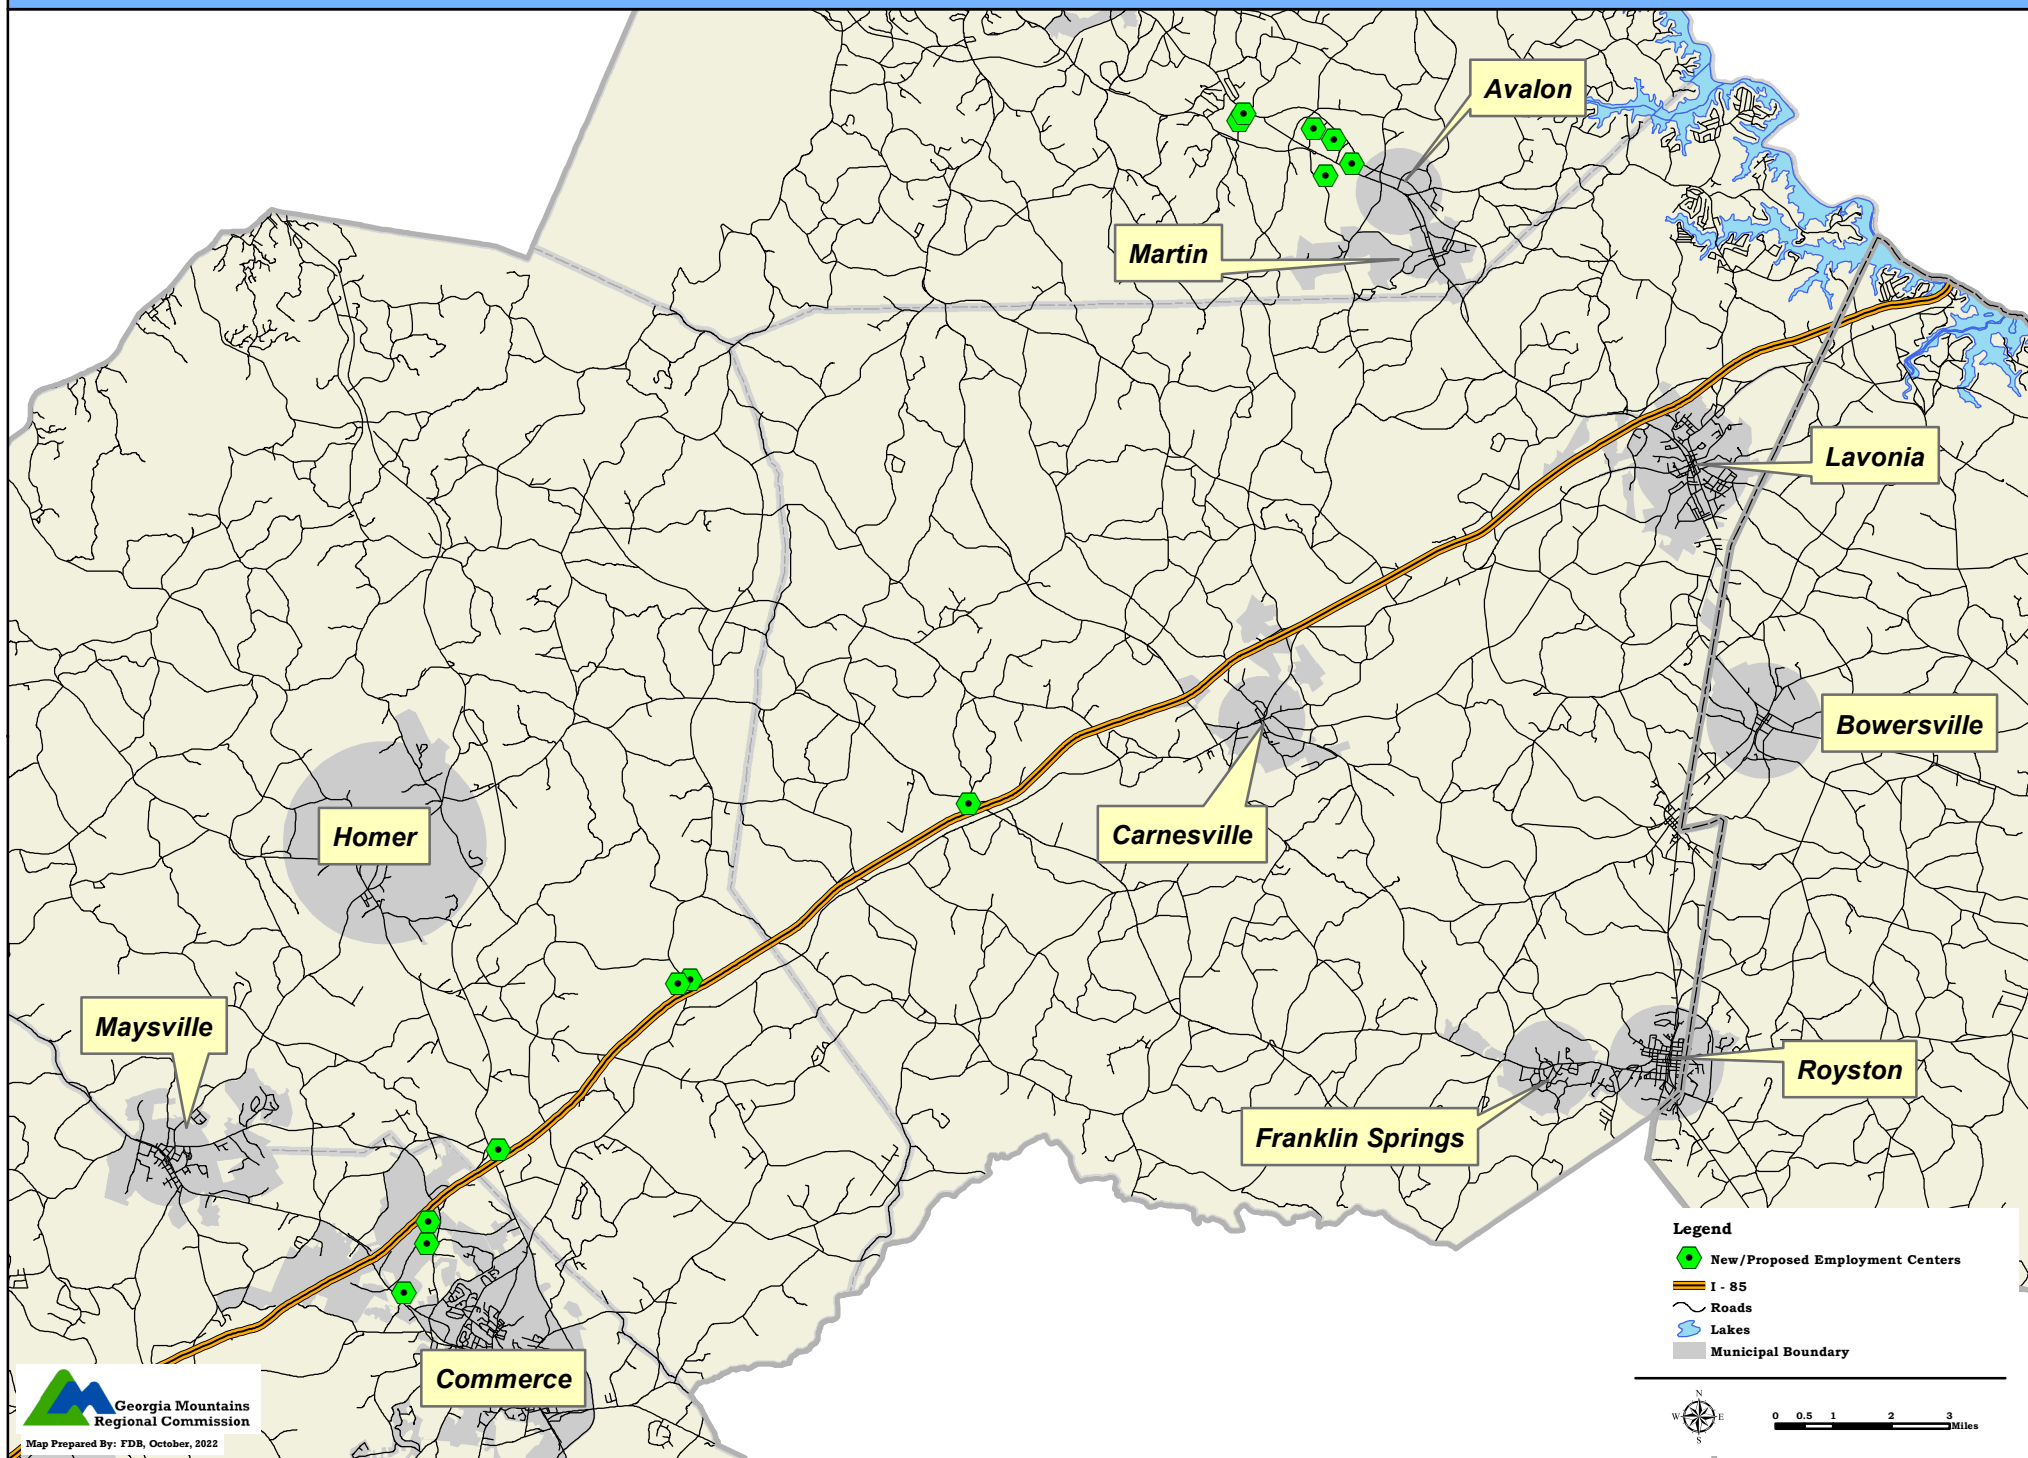 Avalon
Martin
Lavonia
Bowersville
Homer
Carnesville
Maysville
Royston
Franklin Springs
Commerce
Legend
New/Proposed Employment Centers
I - 85
Roads
Lakes
Municipal Boundary
N
W E
S
0 0.5 1 2 3
Miles
Georgia Mountains
Regional Commission
Map Prepared By: FDB, October, 2022